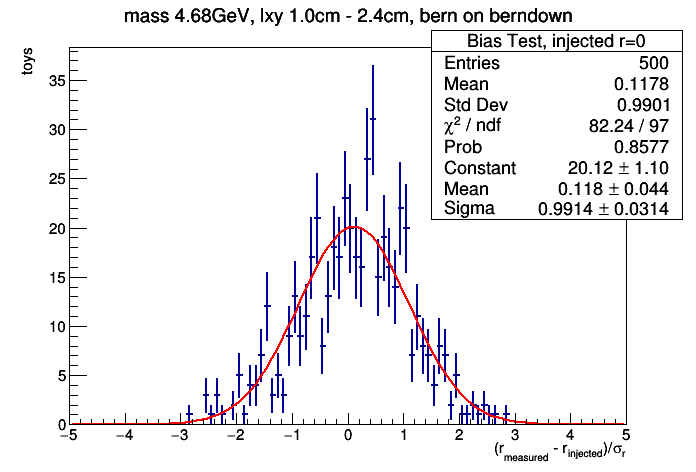 mass 4.68GeV, lxy 1.0cm - 2.4cm, bern on berndown
Bias Test, injected r=0
Entries 500
Mean 0.1178
Std Dev 0.9901
χ² / ndf 82.24 / 97
Prob 0.8577
Constant 20.12 ± 1.10
Mean 0.118 ± 0.044
Sigma 0.9914 ± 0.0314
toys
35
30
25
20
15
10
5
0
−5 −4 −3 −2 −1 0 1 2 3 4 5
(r_measured - r_injected)/σ_r